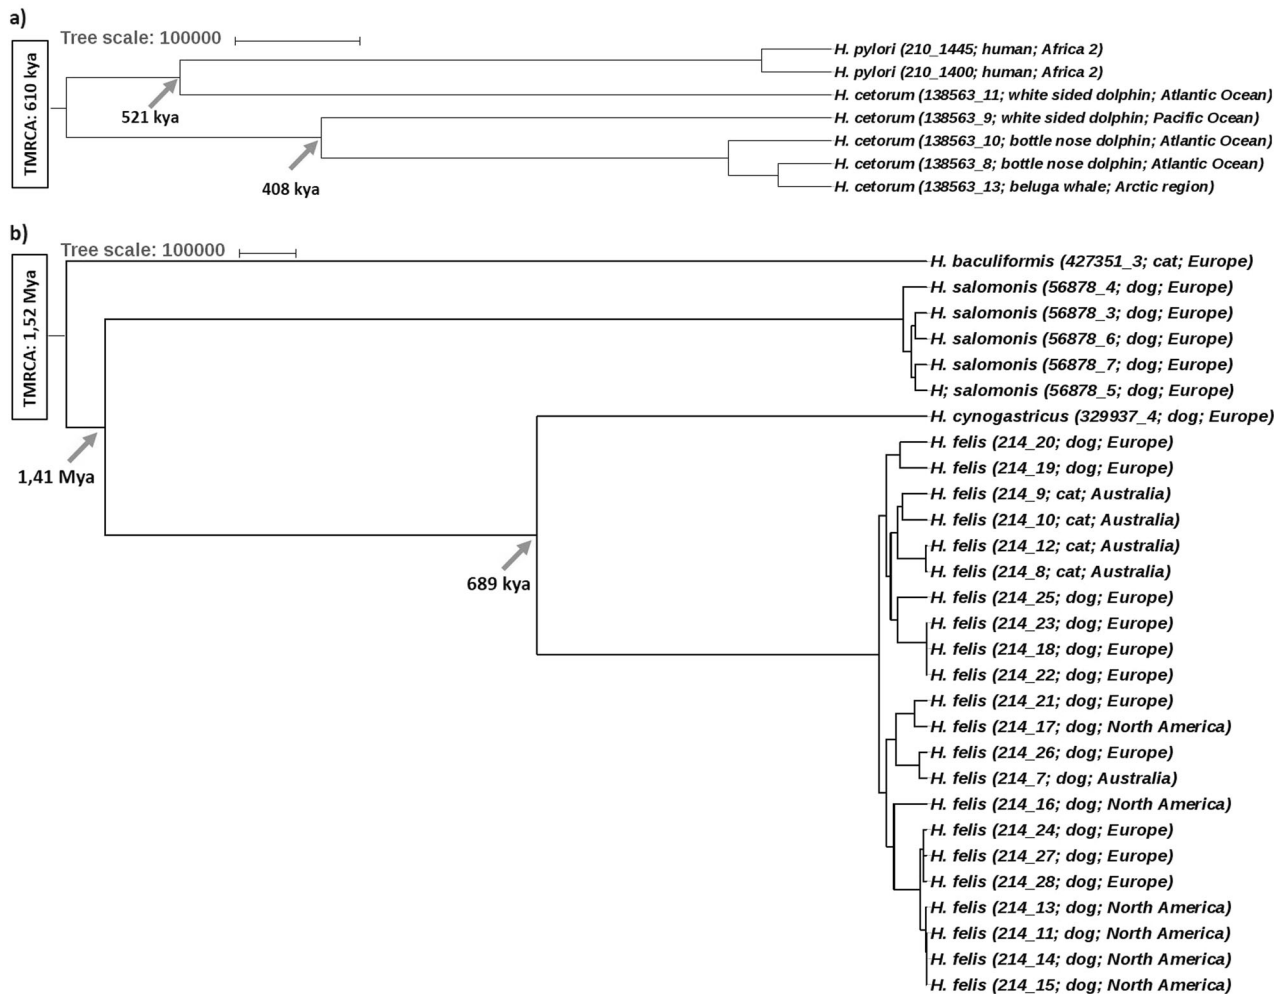 a)
Tree scale: 100000
TMRCA: 610 kya
H. pylori (210_1445; human; Africa 2)
H. pylori (210_1400; human; Africa 2)
H. cetorum (138563_11; white sided dolphin; Atlantic Ocean)
521 kya
H. cetorum (138563_9; white sided dolphin; Pacific Ocean)
H. cetorum (138563_10; bottle nose dolphin; Atlantic Ocean)
H. cetorum (138563_8; bottle nose dolphin; Atlantic Ocean)
H. cetorum (138563_13; beluga whale; Arctic region)
408 kya
b)
Tree scale: 100000
TMRCA: 1,52 Mya
H. baculiformis (427351_3; cat; Europe)
H. salomonis (56878_4; dog; Europe)
H. salomonis (56878_3; dog; Europe)
H. salomonis (56878_6; dog; Europe)
H. salomonis (56878_7; dog; Europe)
H; salomonis (56878_5; dog; Europe)
H. cynogastricus (329937_4; dog; Europe)
H. felis (214_20; dog; Europe)
H. felis (214_19; dog; Europe)
1,41 Mya
H. felis (214_9; cat; Australia)
H. felis (214_10; cat; Australia)
H. felis (214_12; cat; Australia)
H. felis (214_8; cat; Australia)
689 kya
H. felis (214_25; dog; Europe)
H. felis (214_23; dog; Europe)
H. felis (214_18; dog; Europe)
H. felis (214_22; dog; Europe)
H. felis (214_21; dog; Europe)
H. felis (214_17; dog; North America)
H. felis (214_26; dog; Europe)
H. felis (214_7; dog; Australia)
H. felis (214_16; dog; North America)
H. felis (214_24; dog; Europe)
H. felis (214_27; dog; Europe)
H. felis (214_28; dog; Europe)
H. felis (214_13; dog; North America)
H. felis (214_11; dog; North America)
H. felis (214_14; dog; North America)
H. felis (214_15; dog; North America)